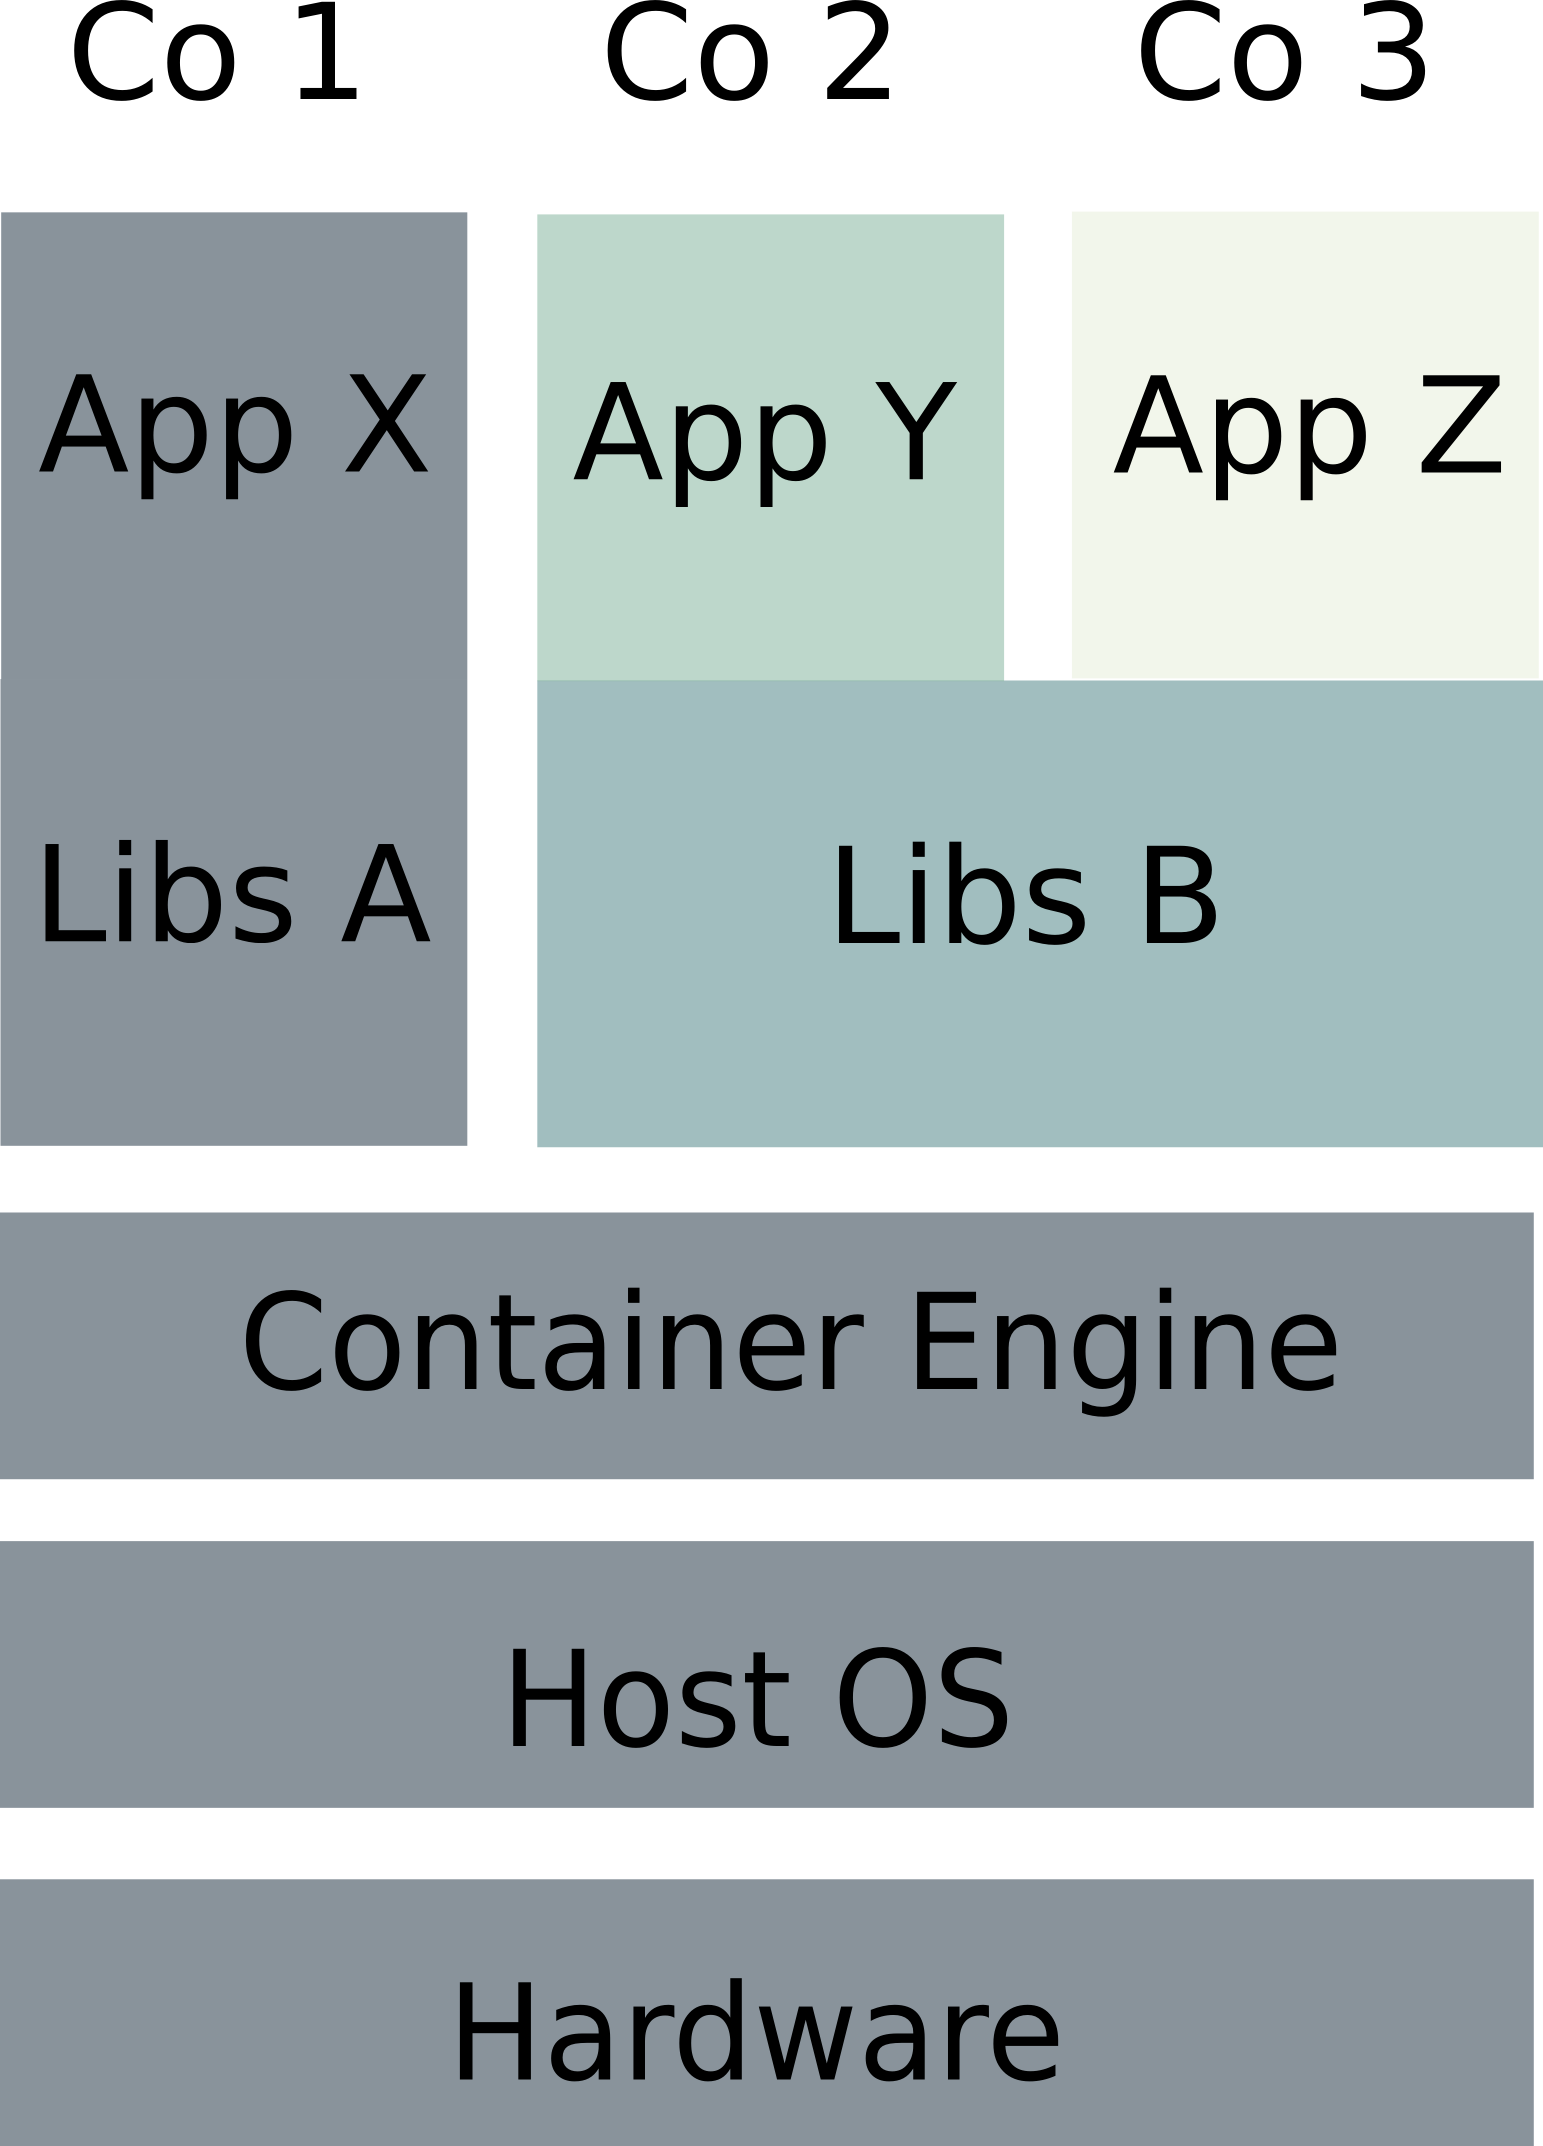 Co 1 Co 2 Co 3
App X App Y App Z
Libs A Libs B
Container Engine
Host OS
Hardware